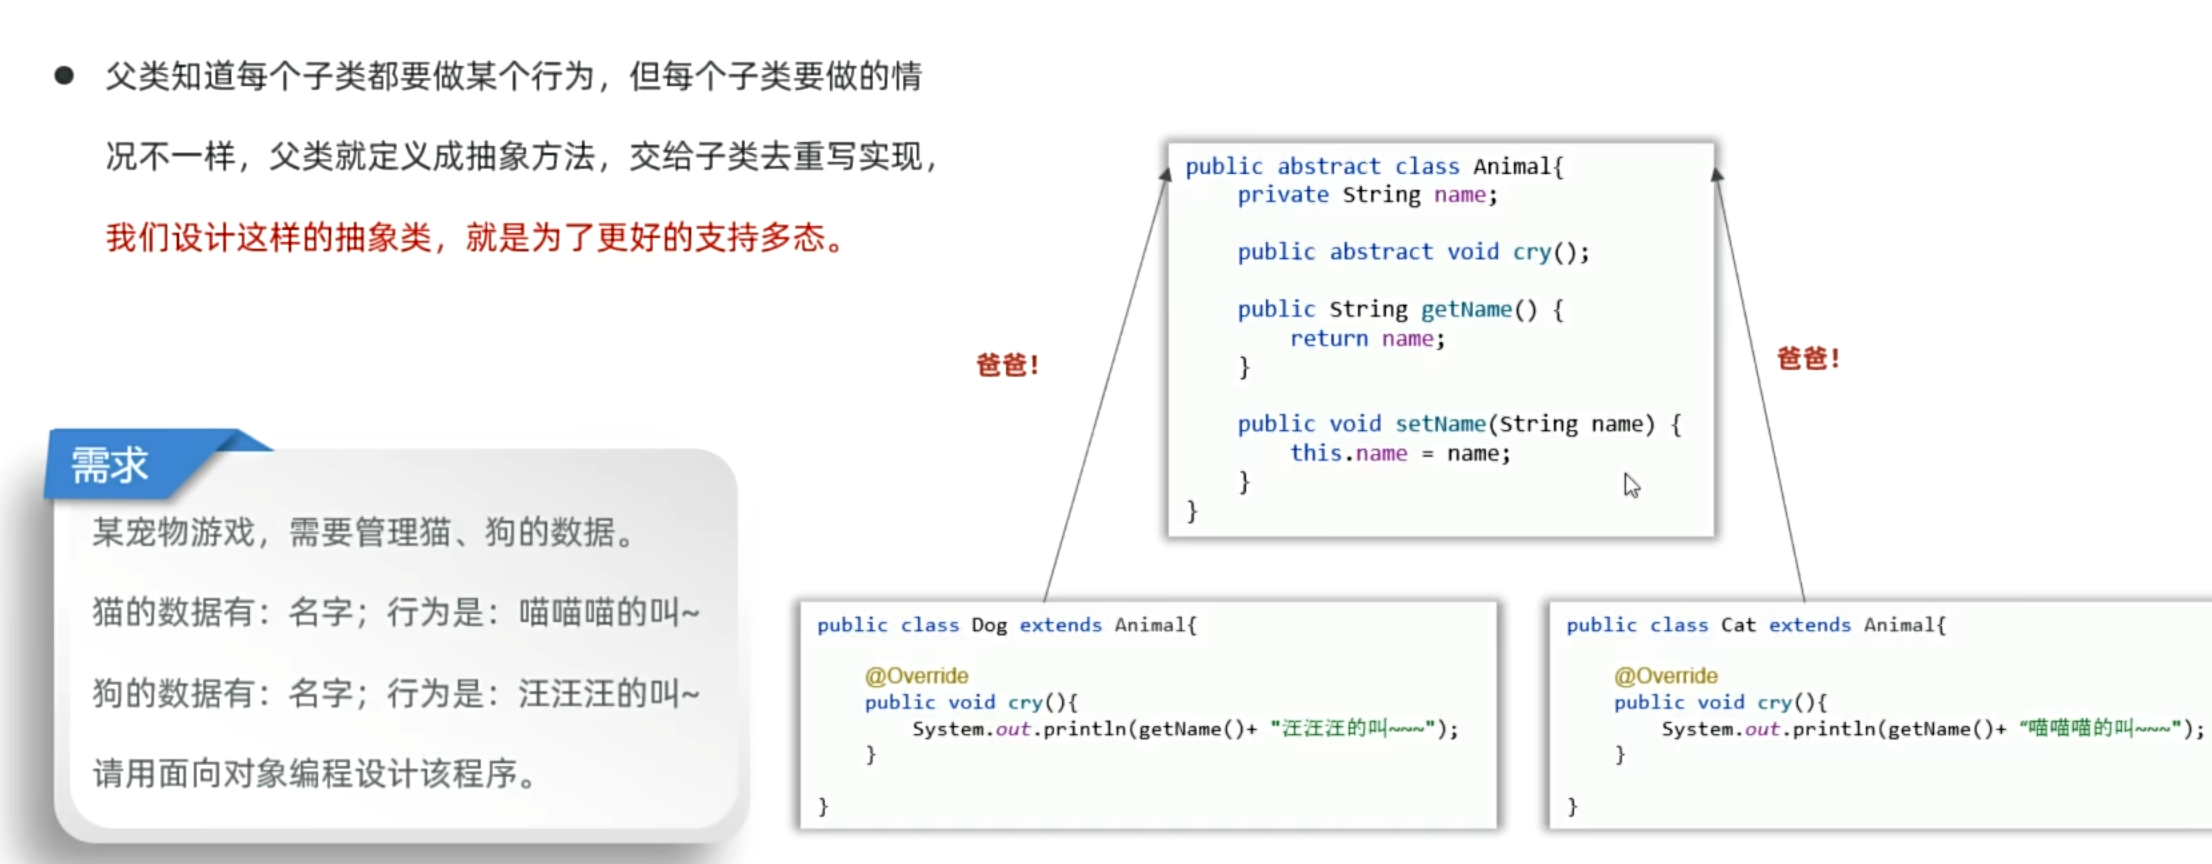 ● 父类知道每个子类都要做某个行为，但每个子类要做的情
况不一样，父类就定义成抽象方法，交给子类去重写实现，
我们设计这样的抽象类，就是为了更好的支持多态。
需求
某宠物游戏，需要管理猫、狗的数据。
猫的数据有：名字；行为是：喵喵喵的叫~
狗的数据有：名字；行为是：汪汪汪的叫~
请用面向对象编程设计该程序。
public abstract class Animal{
private String name;
public abstract void cry();
public String getName() {
return name;
}
public void setName(String name) {
this.name = name;
}
}
爸爸!
爸爸!
public class Dog extends Animal{
@Override
public void cry(){
System.out.println(getName()+ "汪汪汪的叫~~~");
}
}
public class Cat extends Animal{
@Override
public void cry(){
System.out.println(getName()+ “喵喵喵的叫~~~");
}
}